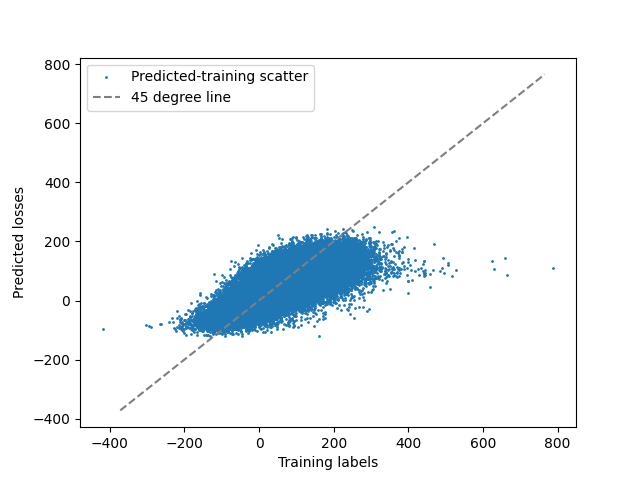 Predicted-training scatter
45 degree line
800
600
400
200
0
−200
−400
Predicted losses
−400 −200 0 200 400 600 800
Training labels